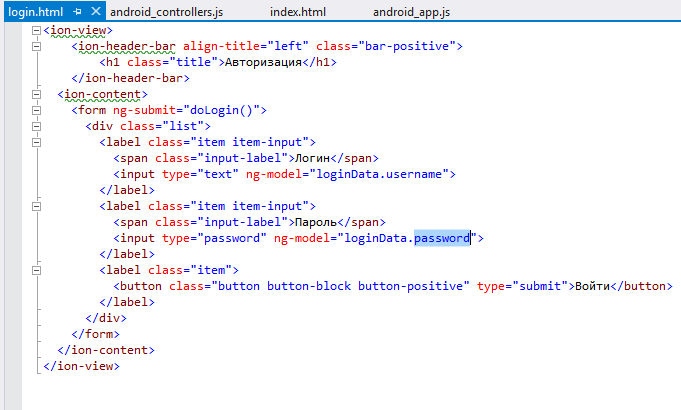 login.html android_controllers.js index.html android_app.js
<ion-view>
<ion-header-bar align-title="left" class="bar-positive">
<h1 class="title">Авторизация</h1>
</ion-header-bar>
<ion-content>
<form ng-submit="doLogin()">
<div class="list">
<label class="item item-input">
<span class="input-label">Логин</span>
<input type="text" ng-model="loginData.username">
</label>
<label class="item item-input">
<span class="input-label">Пароль</span>
<input type="password" ng-model="loginData.password">
</label>
<label class="item">
<button class="button button-block button-positive" type="submit">Войти</button>
</label>
</div>
</form>
</ion-content>
</ion-view>